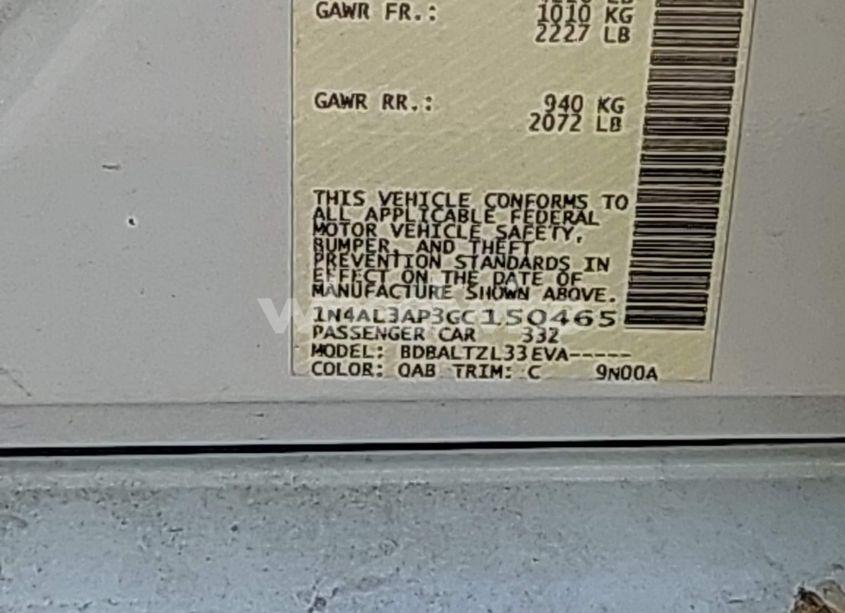 GAWR FR.: 1010 KG
2227 LB
GAWR RR.: 940 KG
2072 LB
THIS VEHICLE CONFORMS TO
ALL APPLICABLE FEDERAL
MOTOR VEHICLE SAFETY,
BUMPER, AND THEFT
PREVENTION STANDARDS IN
EFFECT ON THE DATE OF
MANUFACTURE SHOWN ABOVE.
1N4AL3AP3GC150465
PASSENGER CAR 332
MODEL: BDBALTZL33EVA-----
COLOR: QAB TRIM: C 9N00A